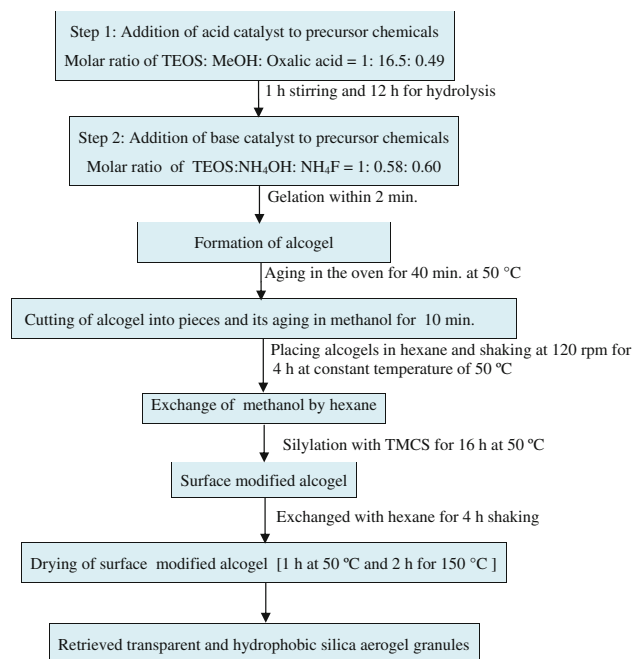 Step 1: Addition of acid catalyst to precursor chemicals
Molar ratio of TEOS: MeOH: Oxalic acid = 1: 16.5: 0.49
1 h stirring and 12 h for hydrolysis
Step 2: Addition of base catalyst to precursor chemicals
Molar ratio of TEOS:NH₄OH: NH₄F = 1: 0.58: 0.60
Gelation within 2 min.
Formation of alcogel
Aging in the oven for 40 min. at 50 °C
Cutting of alcogel into pieces and its aging in methanol for 10 min.
Placing alcogels in hexane and shaking at 120 rpm for
4 h at constant temperature of 50 ºC
Exchange of methanol by hexane
Silylation with TMCS for 16 h at 50 ºC
Surface modified alcogel
Exchanged with hexane for 4 h shaking
Drying of surface modified alcogel [1 h at 50 ºC and 2 h for 150 °C ]
Retrieved transparent and hydrophobic silica aerogel granules